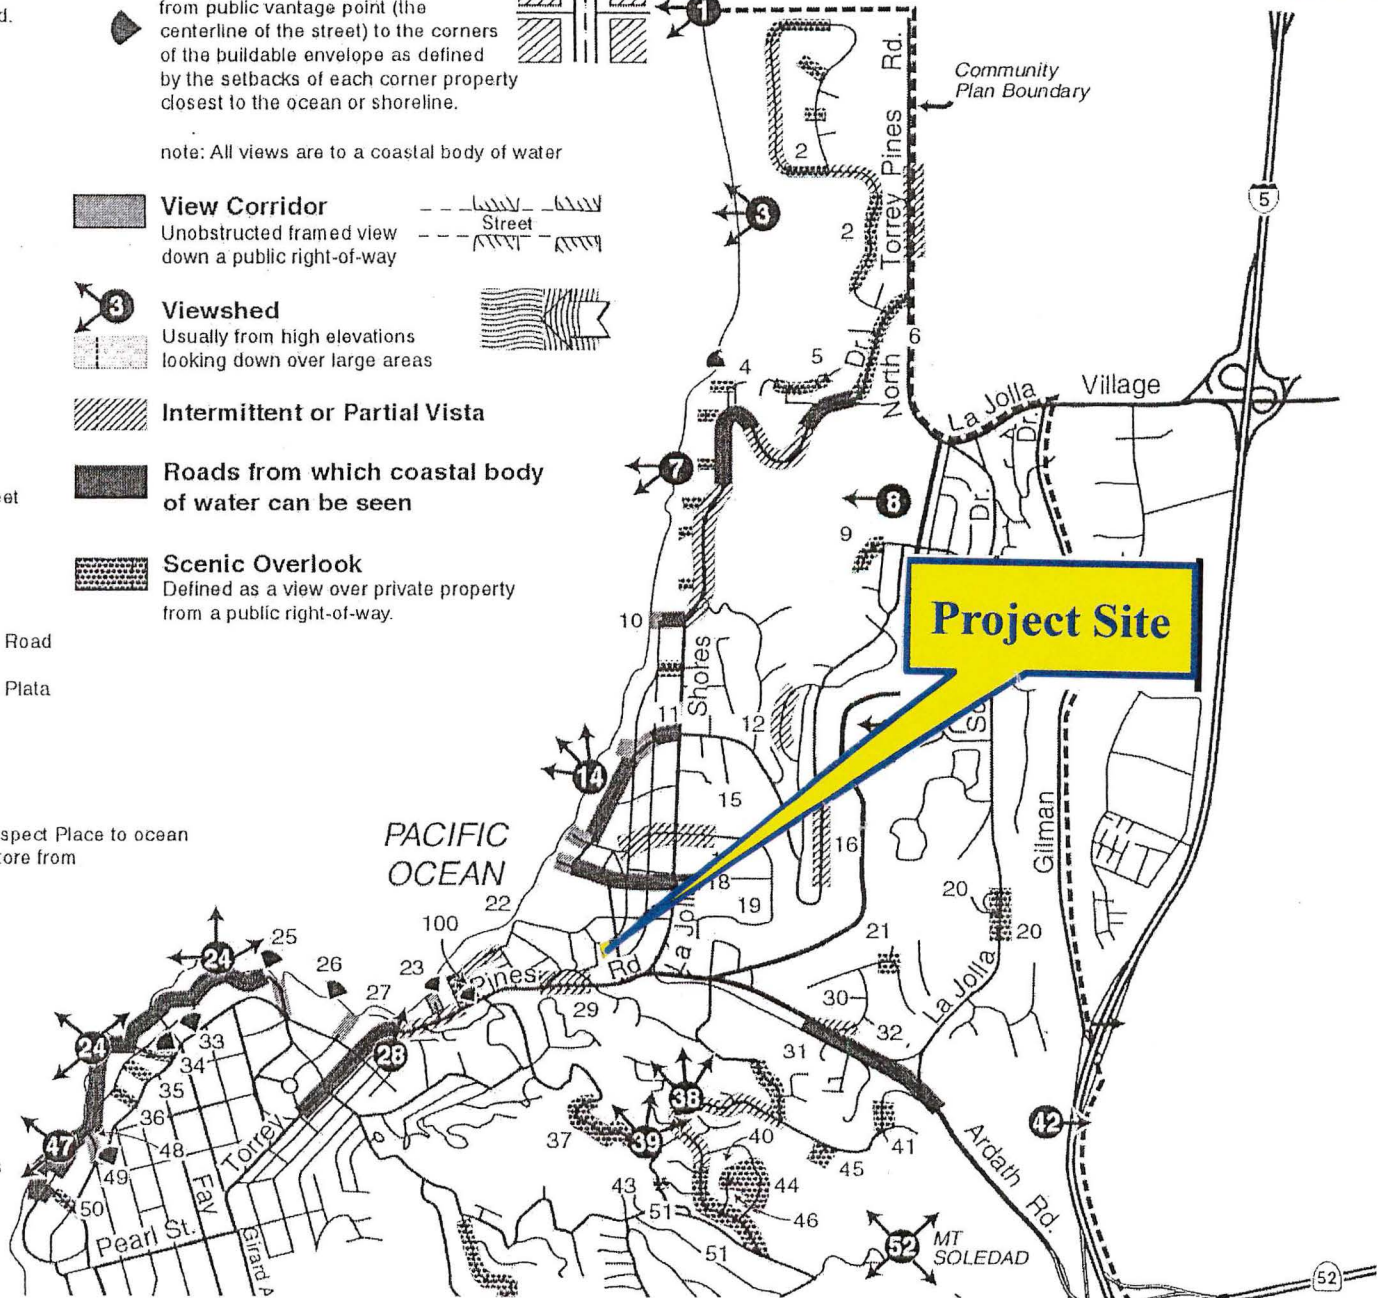 d.
from public vantage point (the
centerline of the street) to the corners
of the buildable envelope as defined
by the setbacks of each corner property
closest to the ocean or shoreline.
note: All views are to a coastal body of water
View Corridor
Unobstructed framed view
down a public right-of-way
Street
3
Viewshed
Usually from high elevations
looking down over large areas
Intermittent or Partial Vista
Roads from which coastal body
of water can be seen
et
Scenic Overlook
Defined as a view over private property
from a public right-of-way.
Road
Plata
spect Place to ocean
tore from
1
Community
Plan Boundary
2
North Torrey Pines Rd.
5
3
2
6
4
5
Dr.
La Jolla
Village
Dr.
7
8
Dr.
9
Project Site
10
Shores
11
12
14
15
PACIFIC
OCEAN
16
Gilman
18
19
20
20
22
100
21
La Jolla
La Jolla
24
25
26
23
Pines
Rd
27
29
30
32
24
33
28
31
34
35
38
36
37
39
40
41
42
47
48
45
49
Torrey
43
44
Ardath Rd.
50
Fay
51
46
Pearl St.
Girard A
51
52
MT
SOLEDAD
52